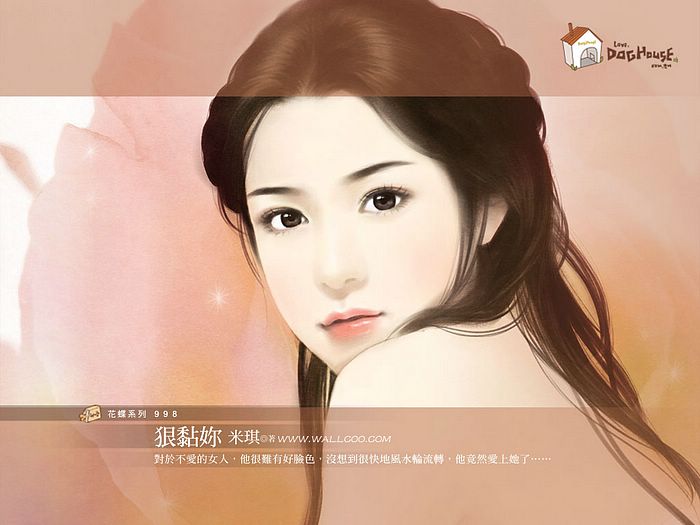 Love.
DOGHOUSE
花蝶系列 998
狠黏妳 米琪◎著 WWW.WALLCOO.COM
對於不愛的女人，他很難有好臉色，沒想到很快地風水輪流轉，他竟然愛上她了……